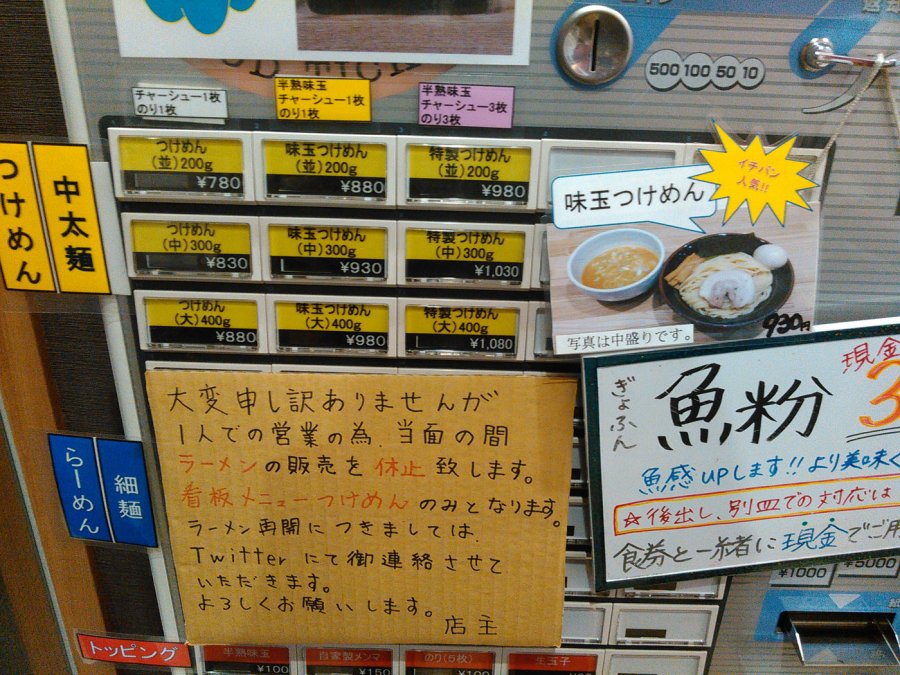 500 100 50 10
チャーシュー1枚
のり1枚
半熟味玉
チャーシュー1枚
のり1枚
半熟味玉
チャーシュー3枚
のり3枚
つけめん
中太麺
つけめん
(並)200g
¥780
味玉つけめん
(並)200g
¥880
特製つけめん
(並)200g
¥980
つけめん
(中)300g
¥830
味玉つけめん
(中)300g
¥930
特製つけめん
(中)300g
¥1,030
つけめん
(大)400g
¥880
味玉つけめん
(大)400g
¥980
特製つけめん
(大)400g
¥1,080
イチバン
人気!!
味玉つけめん
写真は中盛りです。
930円
大変申し訳ありませんが
1人での営業の為、当面の間
ラーメンの販売を休止致します。
看板メニューつけめんのみとなります。
ラーメン再開につきましては、
Twitterにて御連絡させて
いただきます。
よろしくお願いします。
店主
ぎょふん
魚粉
現金
3
魚感UPします!!より美味く
☆後出し、別皿での対応は
食券と一緒に現金でご用
¥1000
¥5000
らーめん
細麺
トッピング
半熟味玉
¥100
自家製メンマ
¥150
のり(5枚)
¥100
生玉子